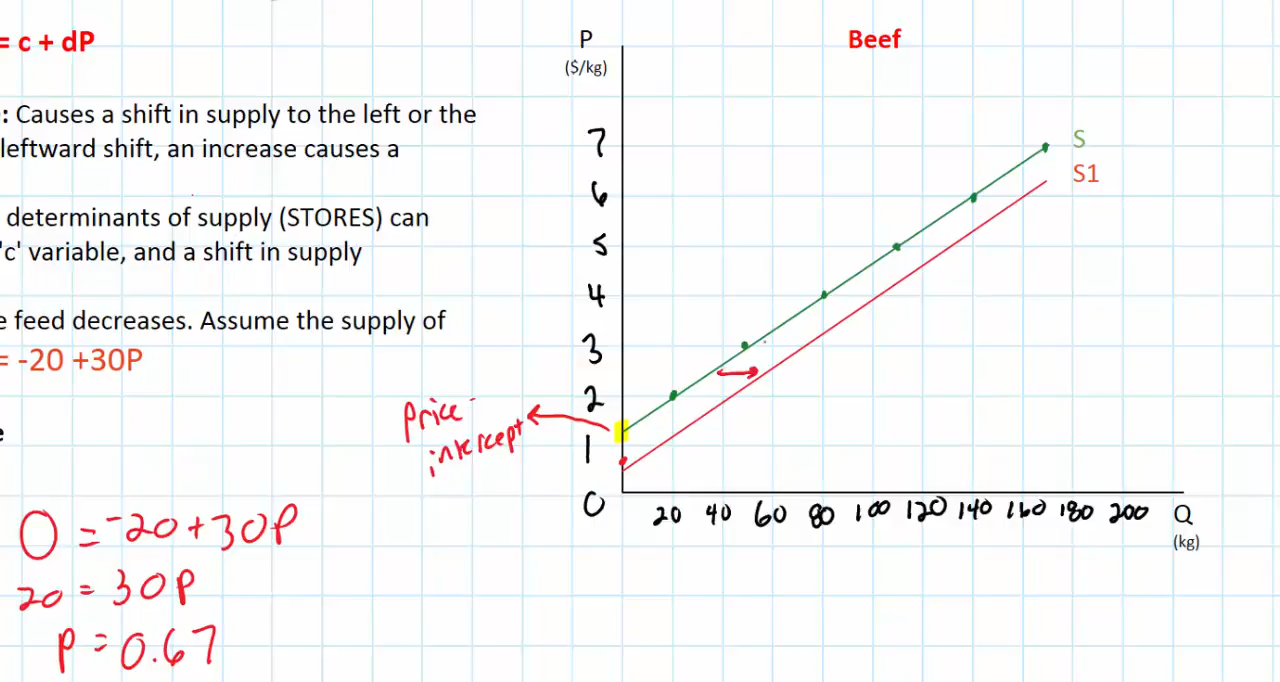 = c + dP
: Causes a shift in supply to the left or the
leftward shift, an increase causes a
determinants of supply (STORES) can
'c' variable, and a shift in supply
e feed decreases. Assume the supply of
= -20 +30P
e
0 = -20 + 30P
20 = 30P
P = 0.67
Beef
P
($/kg)
7
6
5
4
3
2
1
0
S
S1
Price -
intercept
20 40 60 80 100 120 140 160 180 200 Q
(kg)